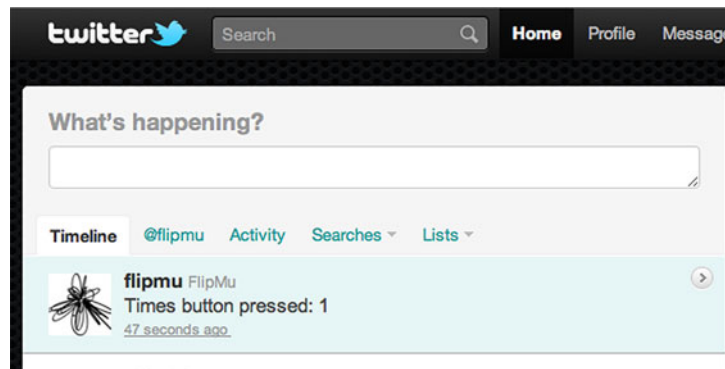 twitter Search Home Profile Message
What's happening?
Timeline @flipmu Activity Searches Lists
flipmu FlipMu
Times button pressed: 1
47 seconds ago